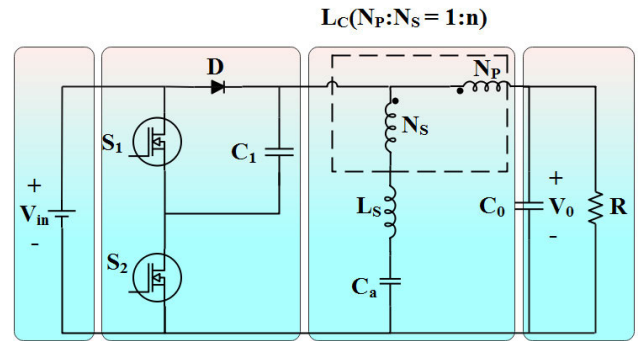 L_C(N_P:N_S = 1:n)
D
N_P
S_1
C_1
N_S
+
V_in
-
L_S
C_0
+
V_0
-
R
S_2
C_a